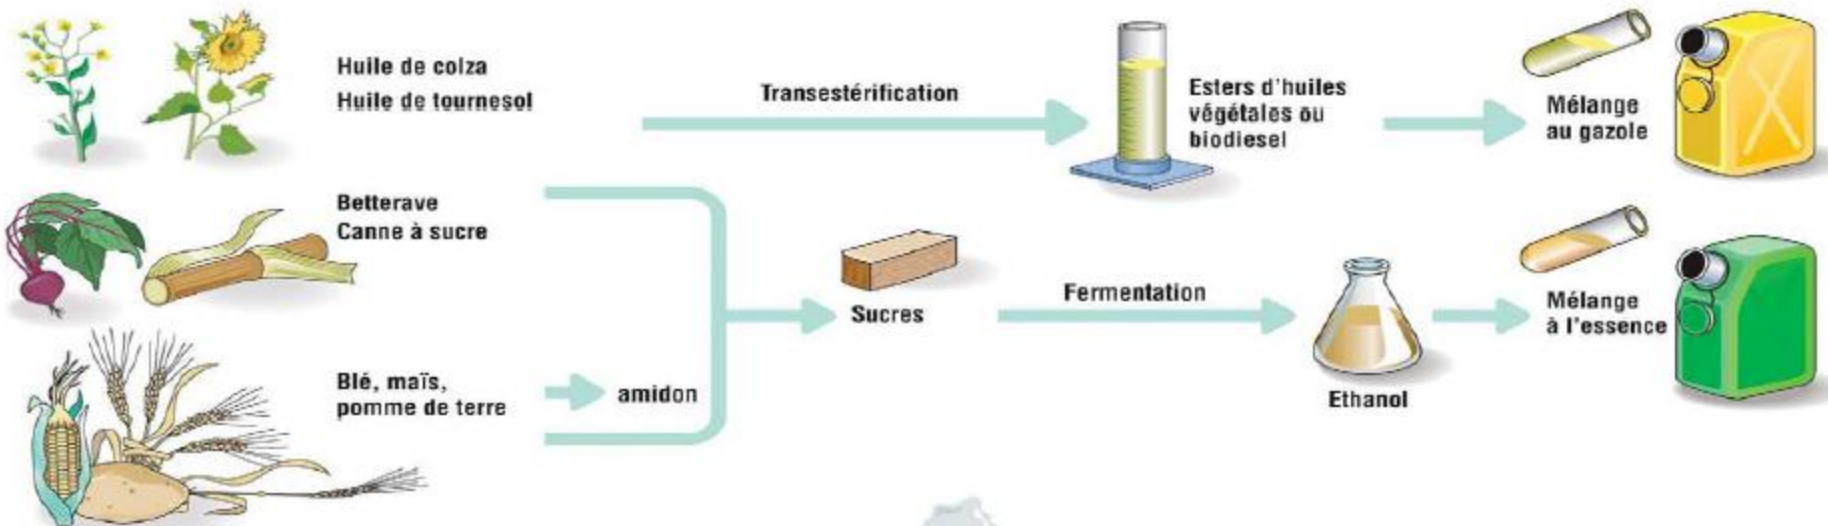 Huile de colza
Huile de tournesol
Transestérification
Esters d'huiles
végétales ou
biodiesel
Mélange
au gazole
Betterave
Canne à sucre
Sucres
Fermentation
Ethanol
Mélange
à l'essence
Blé, maïs,
pomme de terre
amidon